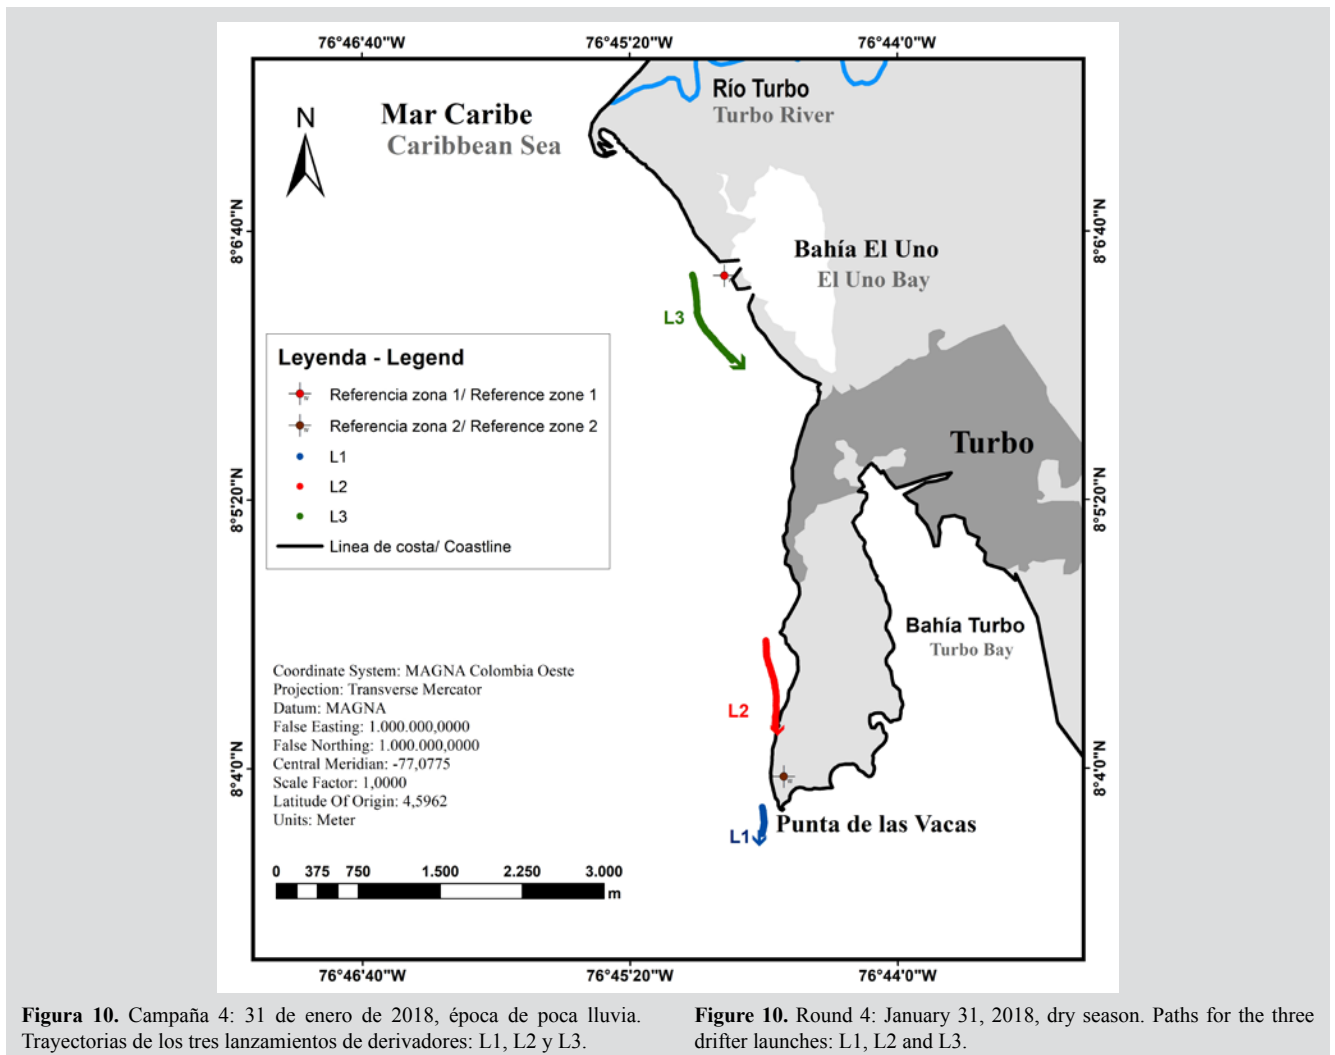 76°46'40"W 76°45'20"W 76°44'0"W
Río Turbo
Turbo River
Mar Caribe
Caribbean Sea
N
8°6'40"N
8°6'40"N
Bahía El Uno
El Uno Bay
L3
Leyenda - Legend
Referencia zona 1/ Reference zone 1
Referencia zona 2/ Reference zone 2
L1
L2
L3
Linea de costa/ Coastline
Turbo
8°5'20"N
8°5'20"N
Bahía Turbo
Turbo Bay
Coordinate System: MAGNA Colombia Oeste
Projection: Transverse Mercator
Datum: MAGNA
False Easting: 1.000.000,0000
False Northing: 1.000.000,0000
Central Meridian: -77,0775
Scale Factor: 1,0000
Latitude Of Origin: 4,5962
Units: Meter
L2
8°4'0"N
8°4'0"N
L1
Punta de las Vacas
0 375 750 1.500 2.250 3.000
m
76°46'40"W 76°45'20"W 76°44'0"W
Figura 10. Campaña 4: 31 de enero de 2018, época de poca lluvia.
Trayectorias de los tres lanzamientos de derivadores: L1, L2 y L3.
Figure 10. Round 4: January 31, 2018, dry season. Paths for the three
drifter launches: L1, L2 and L3.